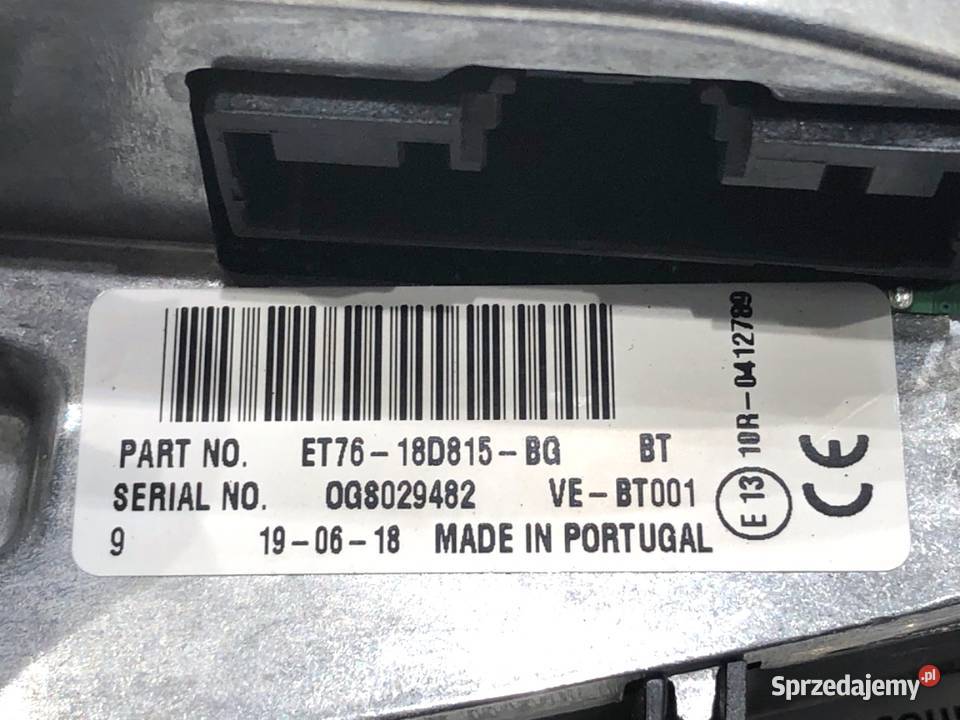 PART NO. ET76-18D815-BG BT
SERIAL NO. 0GS029482 VE-BT001
9 19-06-18 MADE IN PORTUGAL
10R-0412789
E 13
CE
Sprzedajemy.pl